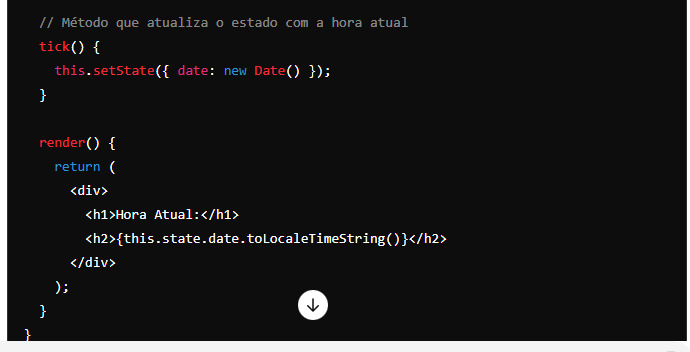 // Método que atualiza o estado com a hora atual
tick() {
this.setState({ date: new Date() });
}
render() {
return (
<div>
<h1>Hora Atual:</h1>
<h2>{this.state.date.toLocaleTimeString()}</h2>
</div>
);
}
}